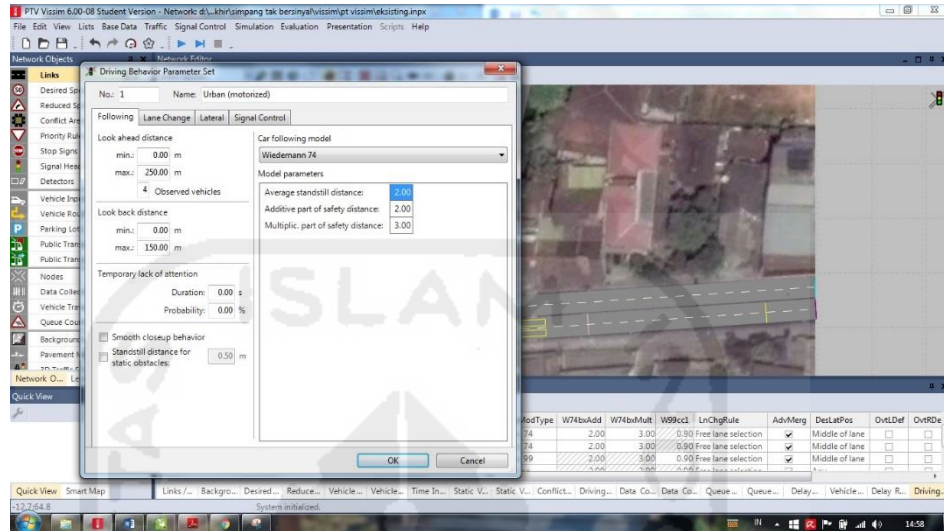 PTV Vissim 6.00-08 Student Version - Network: d:\...khir\simpang tak bersinyal\vissim\pt vissim\eksisting.inpx
File Edit View Lists Base Data Traffic Signal Control Simulation Evaluation Presentation Scripts Help
Network Objects
Network Editor
Links
Desired Sp
Reduced Sp
Conflict Are
Priority Rul
Stop Signs
Signal Hea
Detectors
Vehicle Inp
Vehicle Rou
Parking Lot
Public Tran
Public Tran
Nodes
Data Collec
Vehicle Tra
Queue Cou
Background
Pavement M
Network O... Le
Quick View
Driving Behavior Parameter Set
No.: 1 Name: Urban (motorized)
Following Lane Change Lateral Signal Control
Look ahead distance
min.: 0.00 m
max.: 250.00 m
4 Observed vehicles
Look back distance
min.: 0.00 m
max.: 150.00 m
Temporary lack of attention
Duration: 0.00 s
Probability: 0.00 %
Smooth closeup behavior
Standstill distance for static obstacles: 0.50 m
Car following model
Wiedemann 74
Model parameters
Average standstill distance: 2.00
Additive part of safety distance: 2.00
Multiplic. part of safety distance: 3.00
OK Cancel
ISLAM
ModType W74bxAdd W74bxMult W99cc1 LnChgRule AdvMerg DesLatPos OvtLDef OvtRDe
74 2.00 3.00 0.90 Free lane selection Middle of lane
74 2.00 3.00 0.90 Free lane selection Middle of lane
99 2.00 3.00 0.90 Free lane selection Middle of lane
Quick View Smart Map Links /... Backgro... Desired... Reduce... Vehicle... Vehicle... Time In... Static V... Static V... Conflict... Driving... Data Co... Data Co... Queue... Queue... Delay... Vehicle... Delay R... Driving
-12.7:64.8 System initialized.
IN 14:58